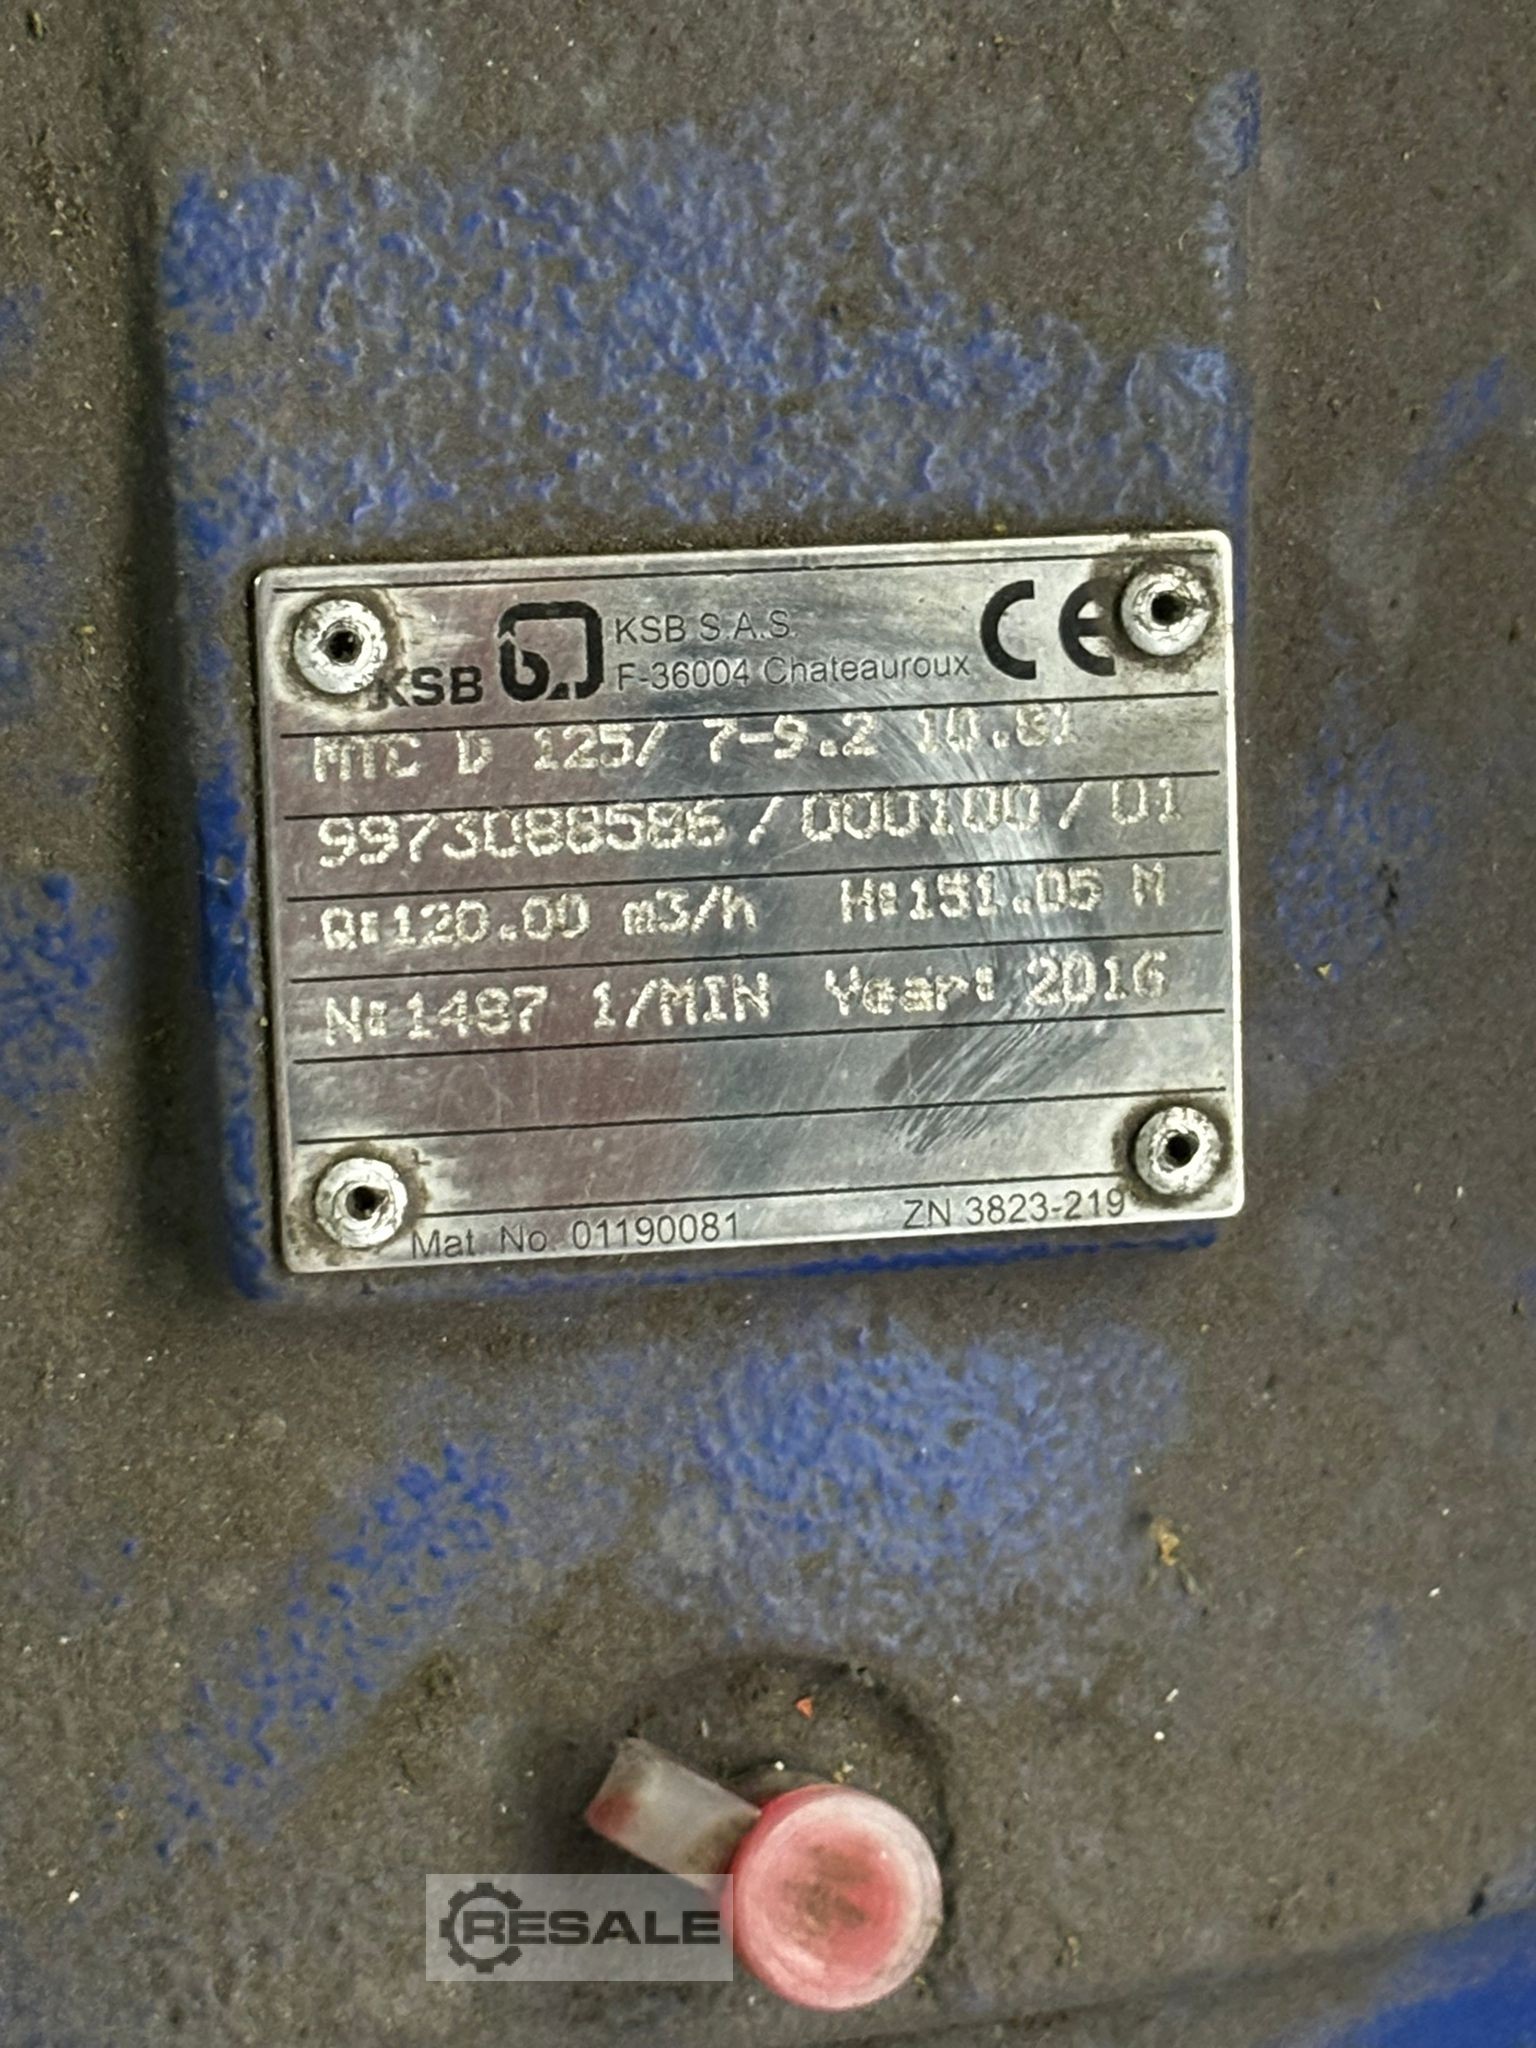 KSB
KSB S.A.S.
F-36004 Chateauroux
CE
MTC D 125/ 7-9.2 10.81
9973088586 / 000100 / 01
Q:120.00 m3/h H:151.05 M
N:1487 1/MIN Year: 2016
Mat. No. 01190081 ZN 3823-219
RESALE